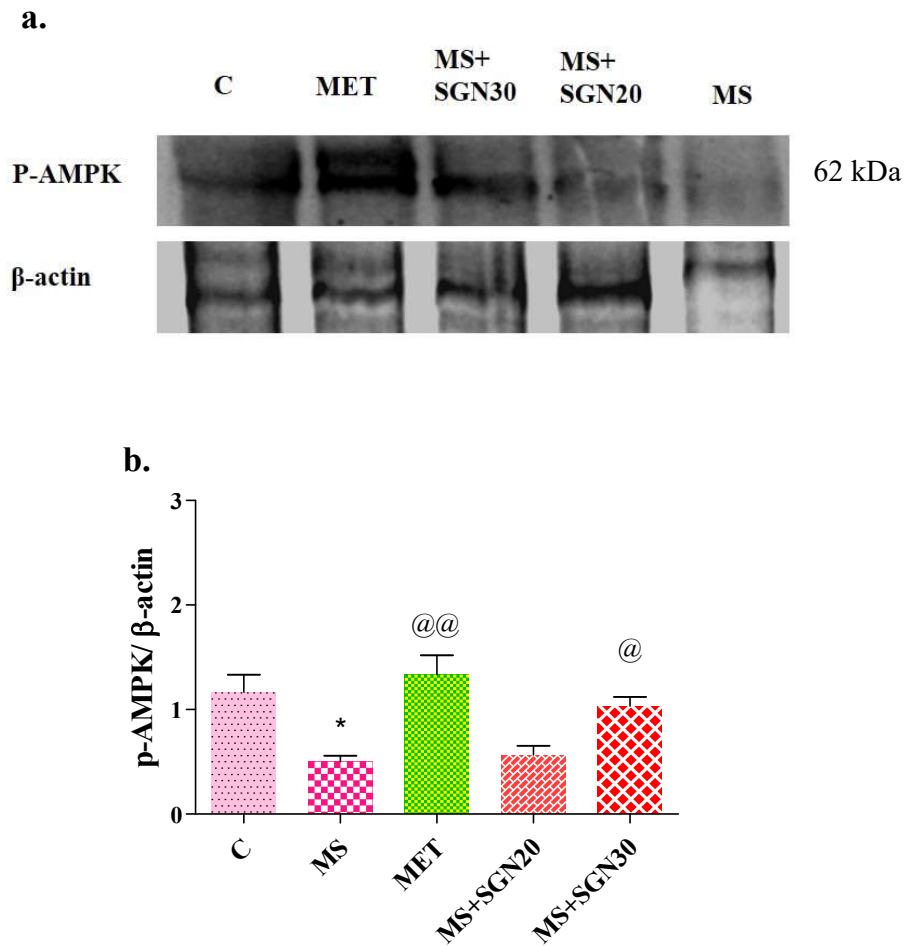 a.
C
MET
MS+
SGN30
MS+
SGN20
MS
P-AMPK
62 kDa
β-actin
b.
p-AMPK/ β-actin
3
2
1
0
@@
@
*
C
MS
MET
MS+SGN20
MS+SGN30